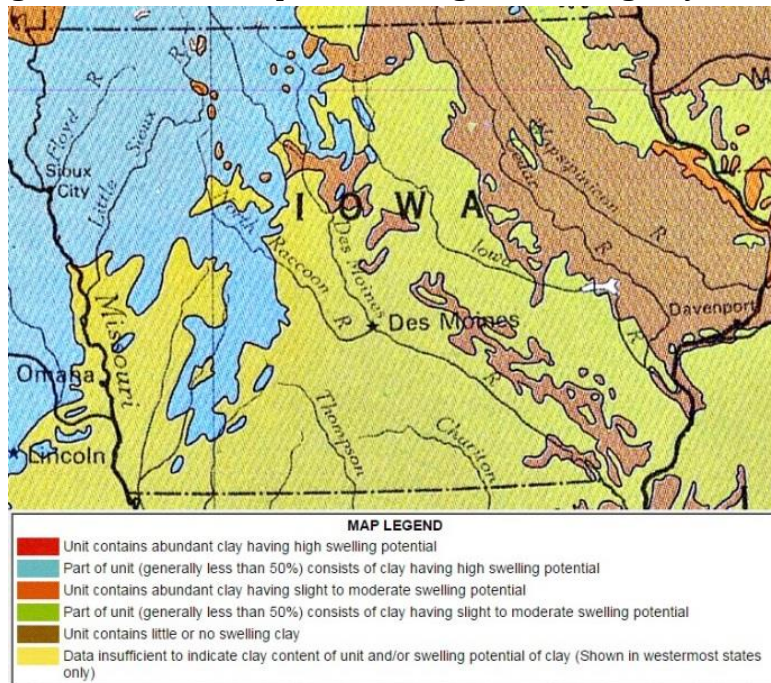 Floyd R
Little Sioux R
Sioux
City
North Raccoon R
IOWA
Des Moines
R
Iowa
R
Cedar
R
Wapsipinicon R
Des Moines
Davenport
Missouri
Omaha
Lincoln
Thompson
Chariton
M
MAP LEGEND
Unit contains abundant clay having high swelling potential
Part of unit (generally less than 50%) consists of clay having high swelling potential
Unit contains abundant clay having slight to moderate swelling potential
Part of unit (generally less than 50%) consists of clay having slight to moderate swelling potential
Unit contains little or no swelling clay
Data insufficient to indicate clay content of unit and/or swelling potential of clay (Shown in westermost states
only)